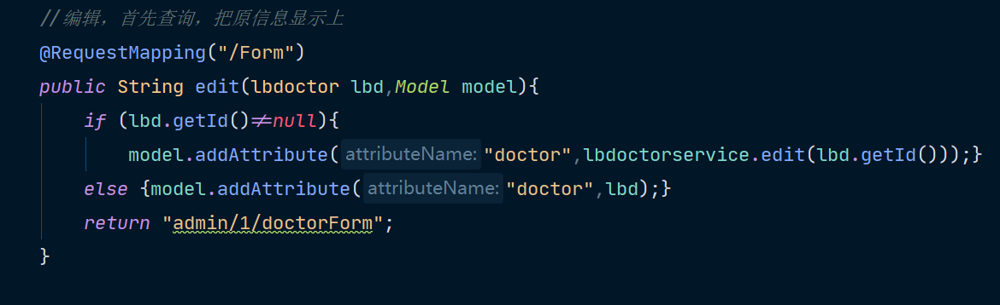 //编辑，首先查询，把原信息显示上
@RequestMapping("/Form")
public String edit(lbdoctor lbd,Model model){
if (lbd.getId()≠null){
model.addAttribute( attributeName: "doctor",lbdoctorservice.edit(lbd.getId()));}
else {model.addAttribute( attributeName: "doctor",lbd);}
return "admin/1/doctorForm";
}